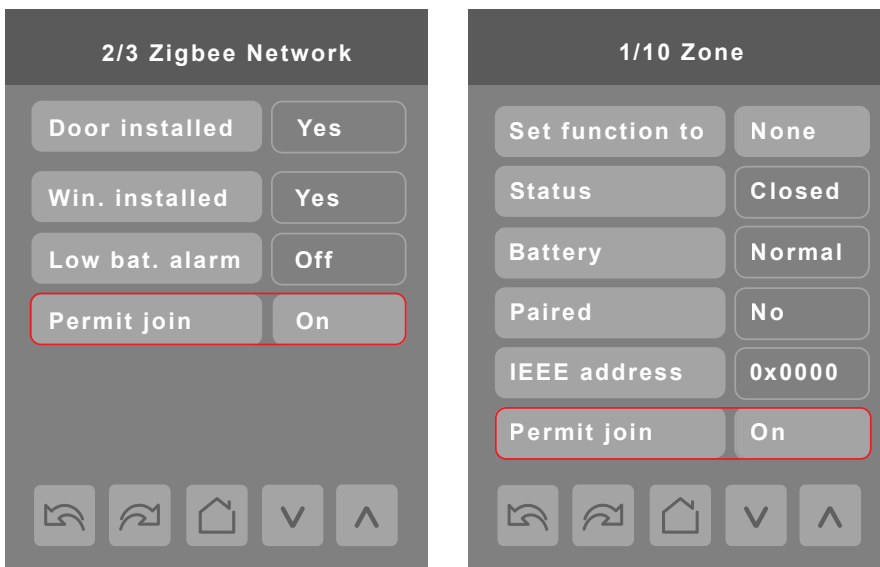 2/3 Zigbee Network
Door installed Yes
Win. installed Yes
Low bat. alarm Off
Permit join On
1/10 Zone
Set function to None
Status Closed
Battery Normal
Paired No
IEEE address 0x0000
Permit join On